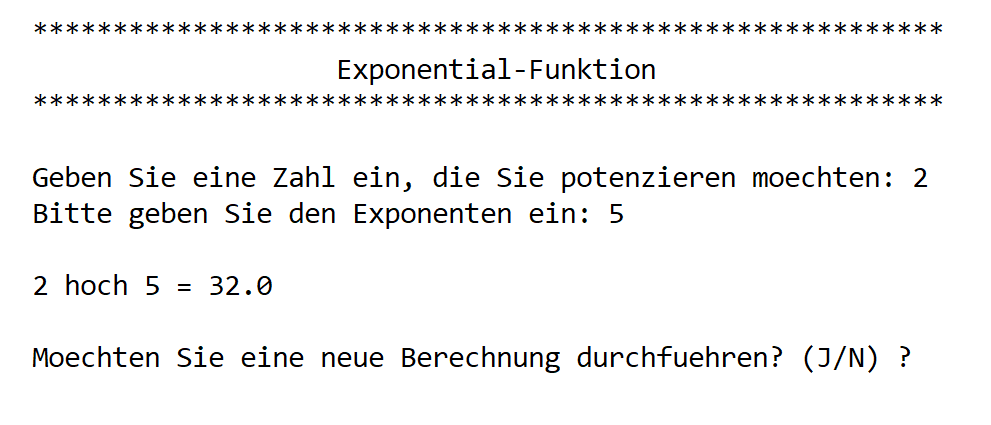 *********************************************************
Exponential-Funktion
*********************************************************
Geben Sie eine Zahl ein, die Sie potenzieren moechten: 2
Bitte geben Sie den Exponenten ein: 5
2 hoch 5 = 32.0
Moechten Sie eine neue Berechnung durchfuehren? (J/N) ?